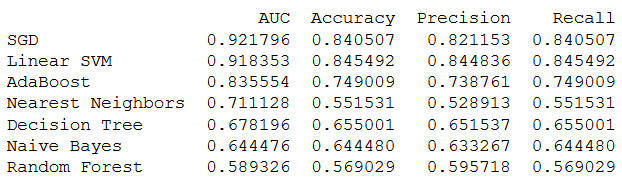 AUC Accuracy Precision Recall
SGD 0.921796 0.840507 0.821153 0.840507
Linear SVM 0.918353 0.845492 0.844836 0.845492
AdaBoost 0.835554 0.749009 0.738761 0.749009
Nearest Neighbors 0.711128 0.551531 0.528913 0.551531
Decision Tree 0.678196 0.655001 0.651537 0.655001
Naive Bayes 0.644476 0.644480 0.633267 0.644480
Random Forest 0.589326 0.569029 0.595718 0.569029